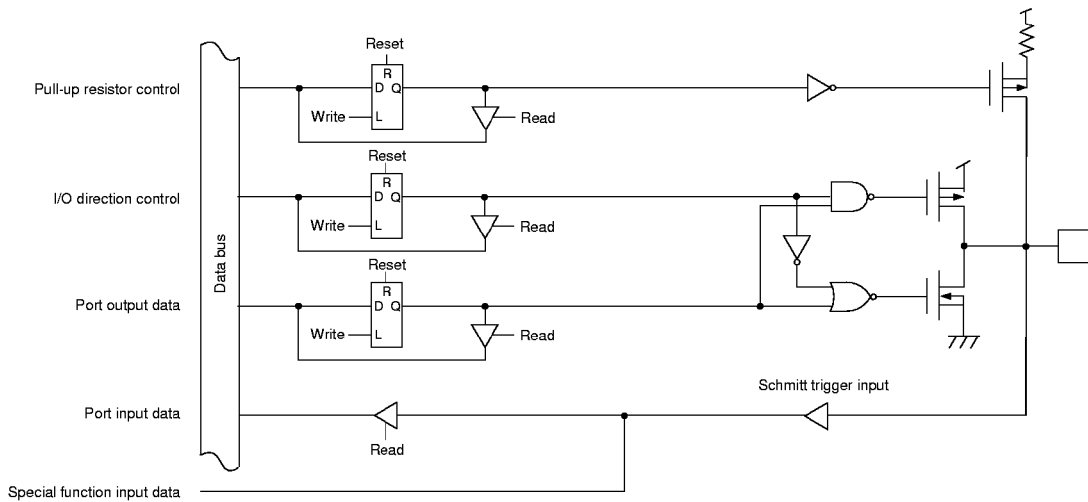 Reset
Pull-up resistor control
R
D Q
Write
L
Read
Reset
R
I/O direction control
D Q
Write
L
Read
Data bus
Reset
R
Port output data
D Q
Write
L
Read
Schmitt trigger input
Port input data
Read
Special function input data